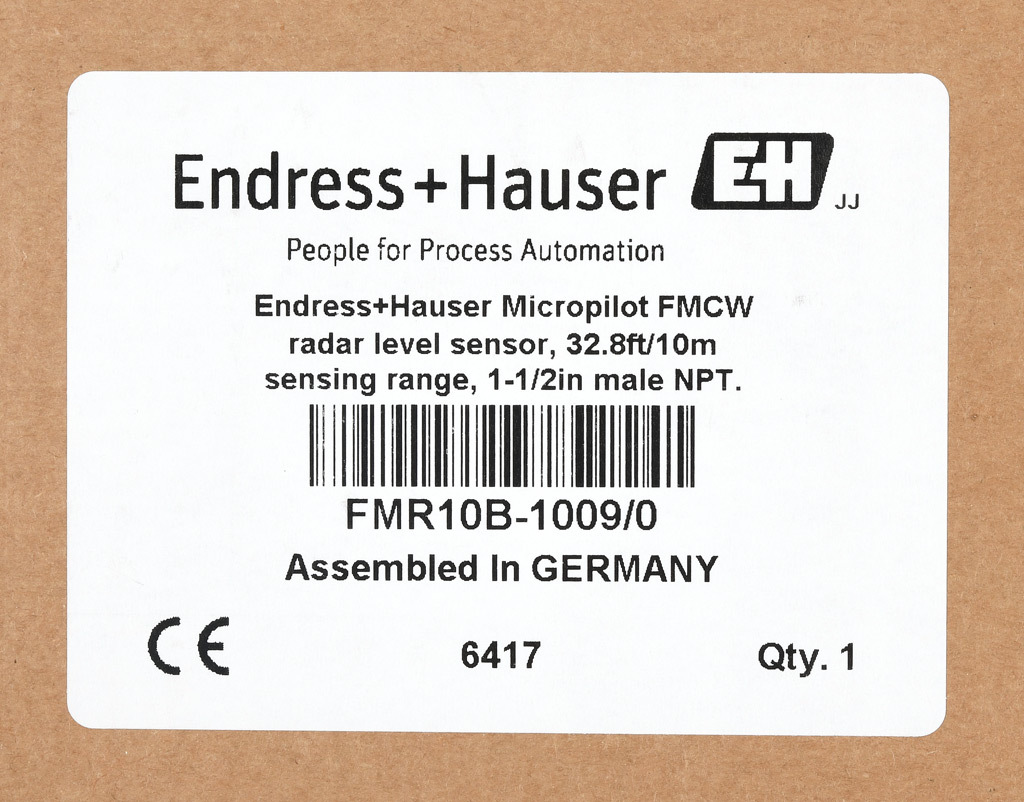 Endress+Hauser EH JJ
People for Process Automation
Endress+Hauser Micropilot FMCW
radar level sensor, 32.8ft/10m
sensing range, 1-1/2in male NPT.
FMR10B-1009/0
Assembled In GERMANY
CE 6417 Qty. 1